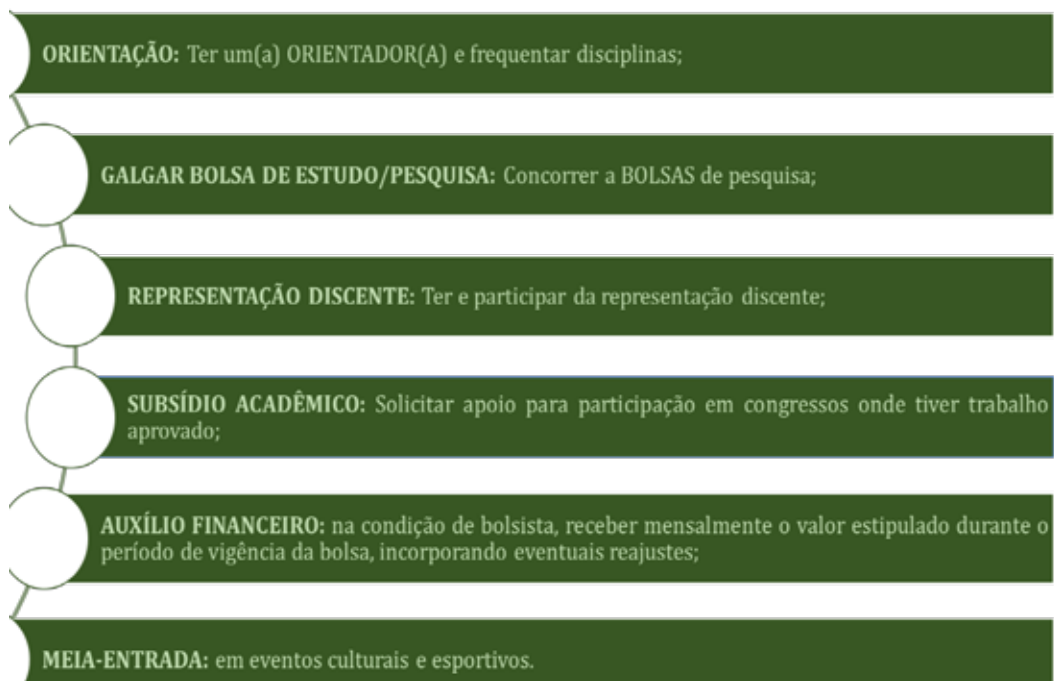 ORIENTAÇÃO: Ter um(a) ORIENTADOR(A) e frequentar disciplinas;
GALGAR BOLSA DE ESTUDO/PESQUISA: Concorrer a BOLSAS de pesquisa;
REPRESENTAÇÃO DISCENTE: Ter e participar da representação discente;
SUBSÍDIO ACADÊMICO: Solicitar apoio para participação em congressos onde tiver trabalho
aprovado;
AUXÍLIO FINANCEIRO: na condição de bolsista, receber mensalmente o valor estipulado durante o
período de vigência da bolsa, incorporando eventuais reajustes;
MEIA-ENTRADA: em eventos culturais e esportivos.